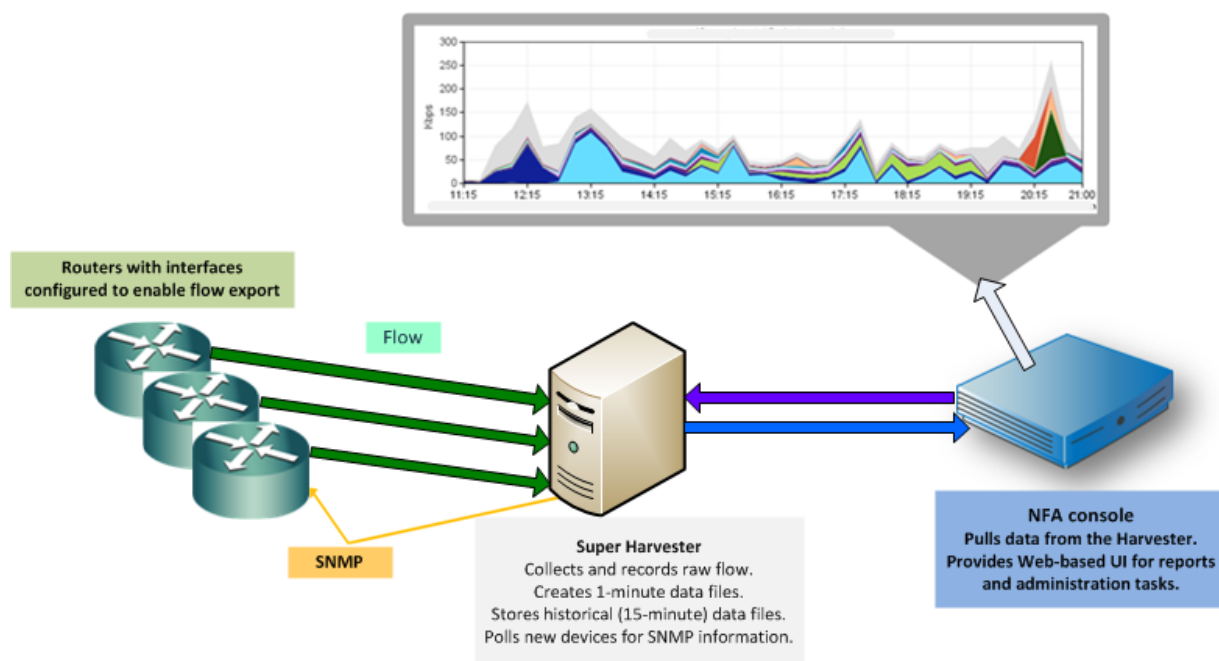 300
250
200
150
100
50
0
Kbps
11:15 12:15 13:15 14:15 15:15 16:15 17:15 18:15 19:15 20:15 21:00
Routers with interfaces
configured to enable flow export
Flow
SNMP
Super Harvester
Collects and records raw flow.
Creates 1-minute data files.
Stores historical (15-minute) data files.
Polls new devices for SNMP information.
NFA console
Pulls data from the Harvester.
Provides Web-based UI for reports
and administration tasks.